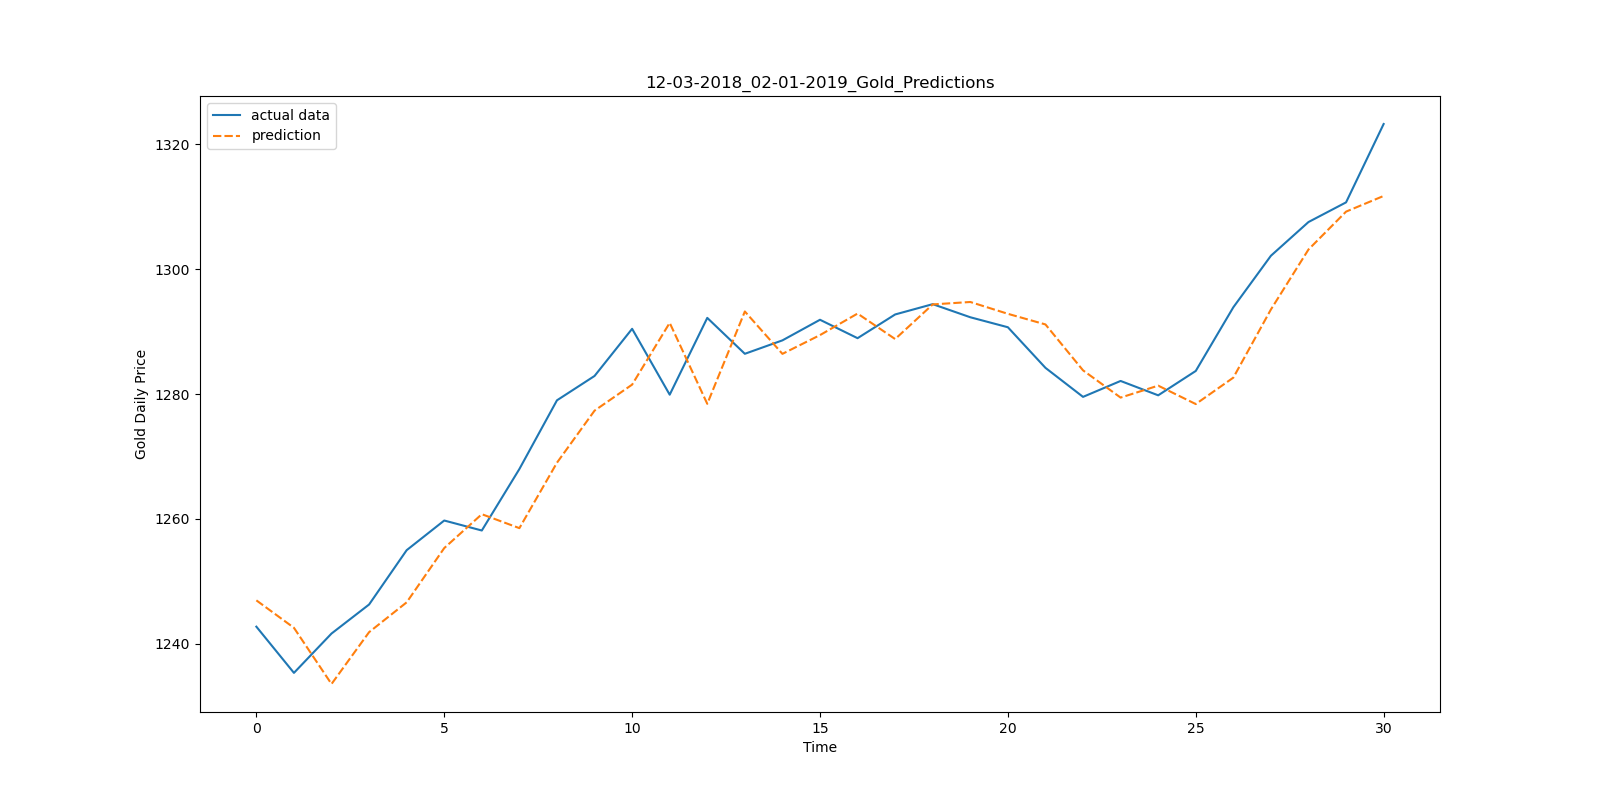 12-03-2018_02-01-2019_Gold_Predictions
actual data
prediction
1320
1300
1280
1260
1240
Gold Daily Price
0 5 10 15 20 25 30
Time